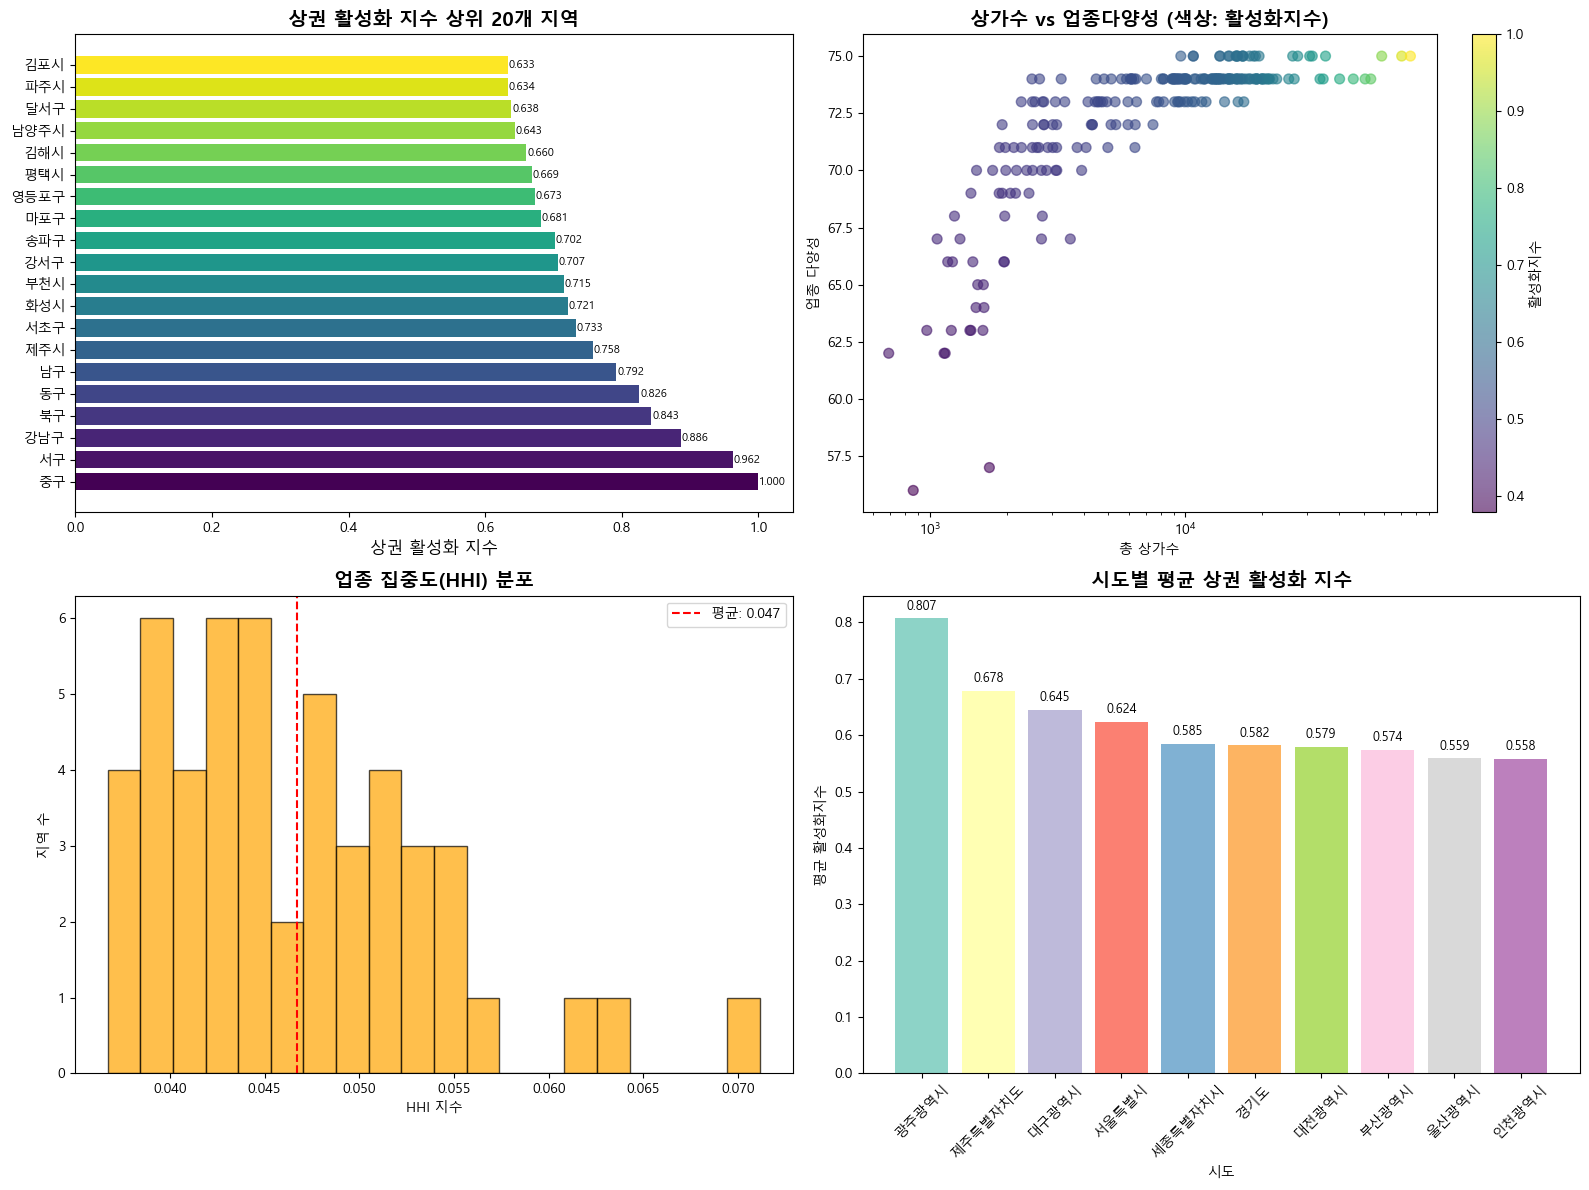 상권 활성화 지수 상위 20개 지역
김포시 0.633
파주시 0.634
달서구 0.638
남양주시 0.643
김해시 0.660
평택시 0.669
영등포구 0.673
마포구 0.681
송파구 0.702
강서구 0.707
부천시 0.715
화성시 0.721
서초구 0.733
제주시 0.758
남구 0.792
동구 0.826
북구 0.843
강남구 0.886
서구 0.962
중구 1.000
0.0 0.2 0.4 0.6 0.8 1.0
상권 활성화 지수
상가수 vs 업종다양성 (색상: 활성화지수)
업종 다양성
75.0
72.5
70.0
67.5
65.0
62.5
60.0
57.5
10³ 10⁴
총 상가수
1.0
0.9
0.8
0.7
0.6
0.5
0.4
활성화지수
업종 집중도(HHI) 분포
평균: 0.047
지역 수
6
5
4
3
2
1
0
0.040 0.045 0.050 0.055 0.060 0.065 0.070
HHI 지수
시도별 평균 상권 활성화 지수
평균 활성화지수
0.8
0.7
0.6
0.5
0.4
0.3
0.2
0.1
0.0
0.807 0.678 0.645 0.624 0.585 0.582 0.579 0.574 0.559 0.558
광주광역시 제주특별자치도 대구광역시 서울특별시 세종특별자치시 경기도 대전광역시 부산광역시 울산광역시 인천광역시
시도